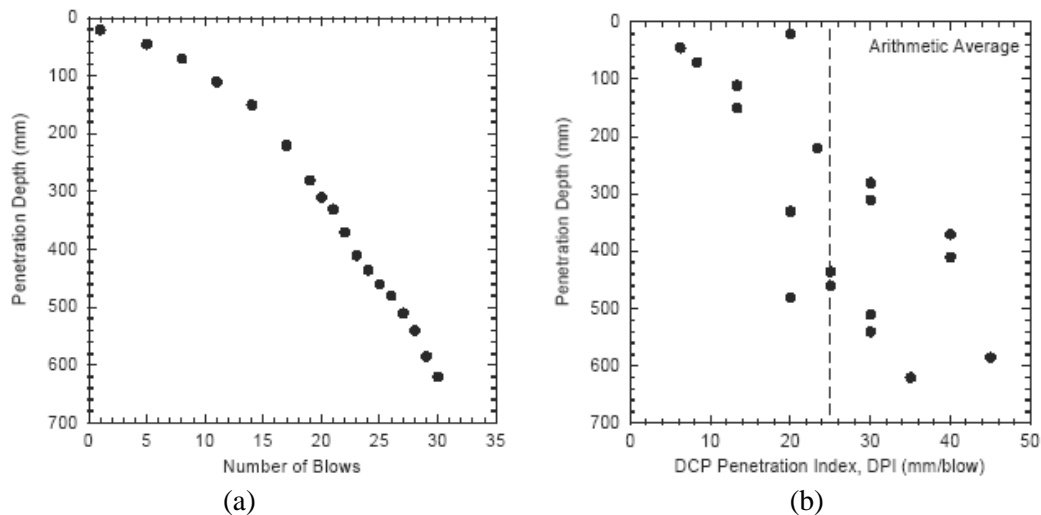 0
100
200
300
400
500
600
700
Penetration Depth (mm)
0 5 10 15 20 25 30 35
Number of Blows
(a)
0
100
200
300
400
500
600
700
Penetration Depth (mm)
Arithmetic Average
0 10 20 30 40 50
DCP Penetration Index, DPI (mm/blow)
(b)